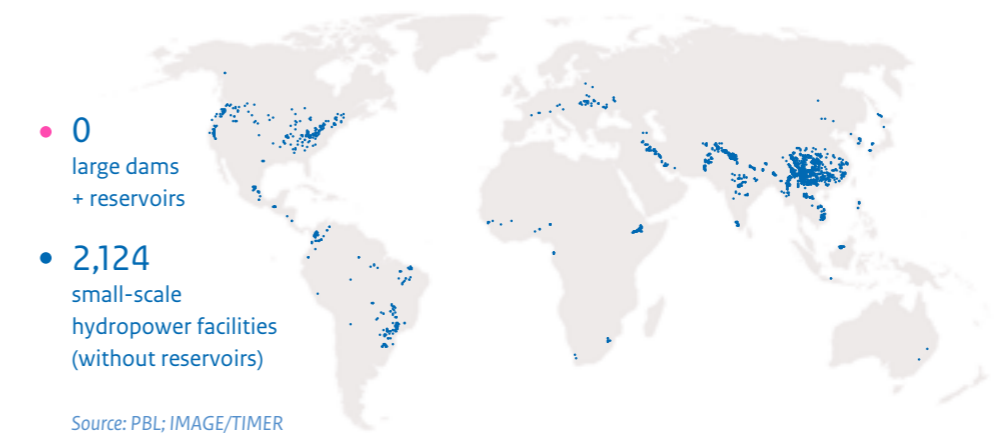 0
large dams
+ reservoirs
2,124
small-scale
hydropower facilities
(without reservoirs)
Source: PBL; IMAGE/TIMER